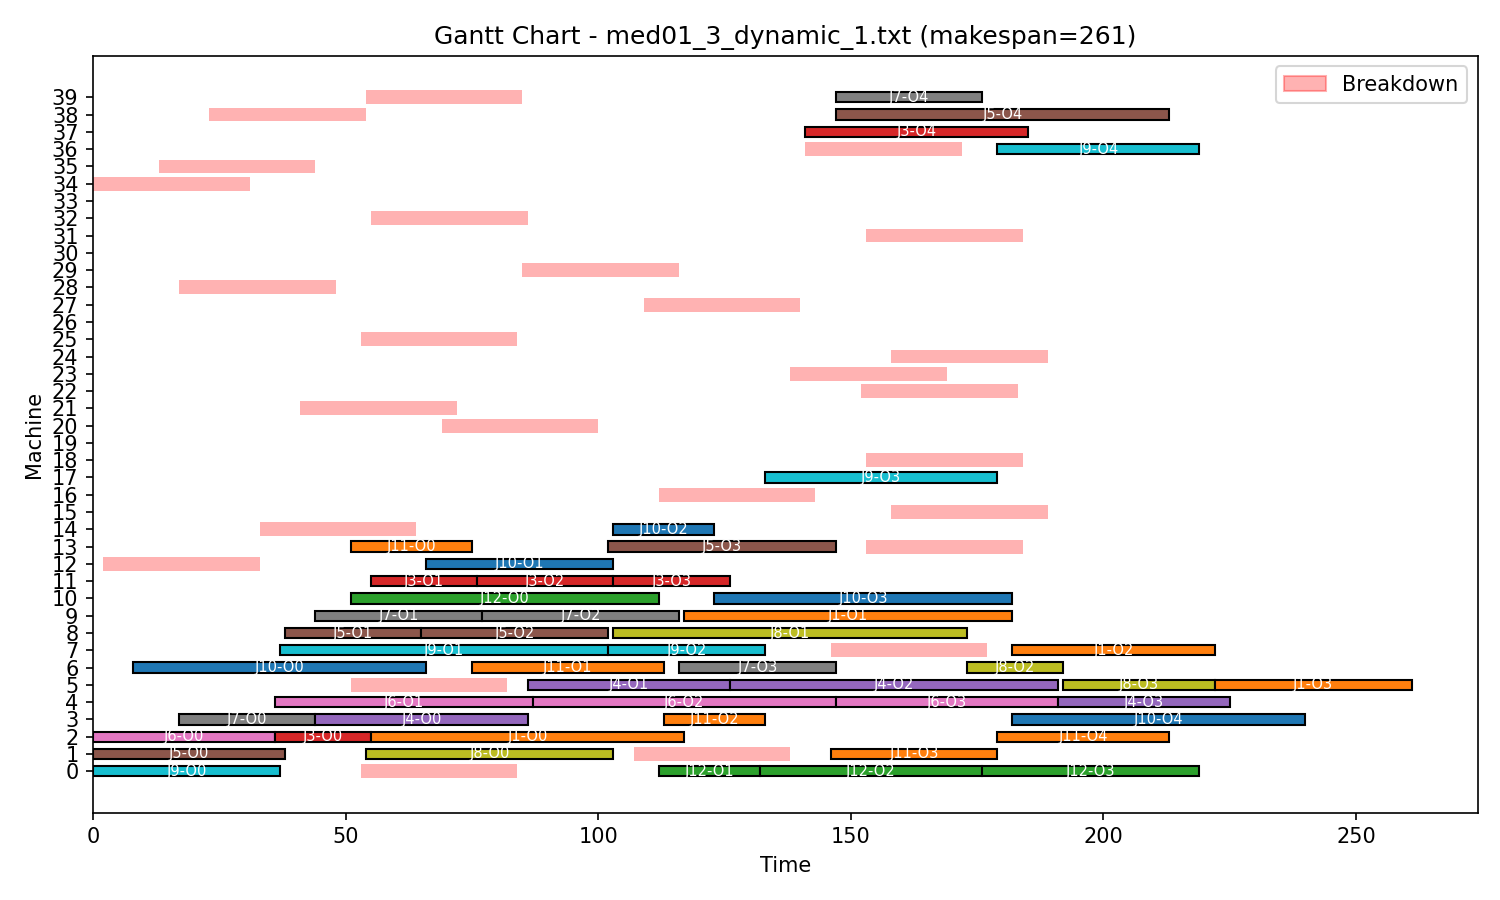 Gantt Chart - med01_3_dynamic_1.txt (makespan=261)
Breakdown
Machine
39 J7-O4
38 J5-O4
37 J3-O4
36 J9-O4
35
34
33
32
31
30
29
28
27
26
25
24
23
22
21
20
19
18
17 J9-O3
16
15
14 J10-O2
13 J11-O0 J5-O3
12 J10-O1
11 J3-O1 J3-O2 J3-O3
10 J12-O0 J10-O3
9 J7-O1 J7-O2 J1-O1
8 J5-O1 J5-O2 J8-O1
7 J9-O1 J9-O2 J1-O2
6 J10-O0 J11-O1 J7-O3 J8-O2
5 J4-O1 J4-O2 J8-O3 J1-O3
4 J6-O1 J6-O2 J6-O3 J4-O3
3 J7-O0 J4-O0 J11-O2 J10-O4
2 J6-O0 J3-O0 J1-O0 J11-O4
1 J5-O0 J8-O0 J11-O3
0 J9-O0 J12-O1 J12-O2 J12-O3
0 50 100 150 200 250
Time